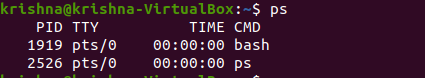 krishna@krishna-VirtualBox:~$ ps
    PID TTY          TIME CMD
   1919 pts/0    00:00:00 bash
   2526 pts/0    00:00:00 ps